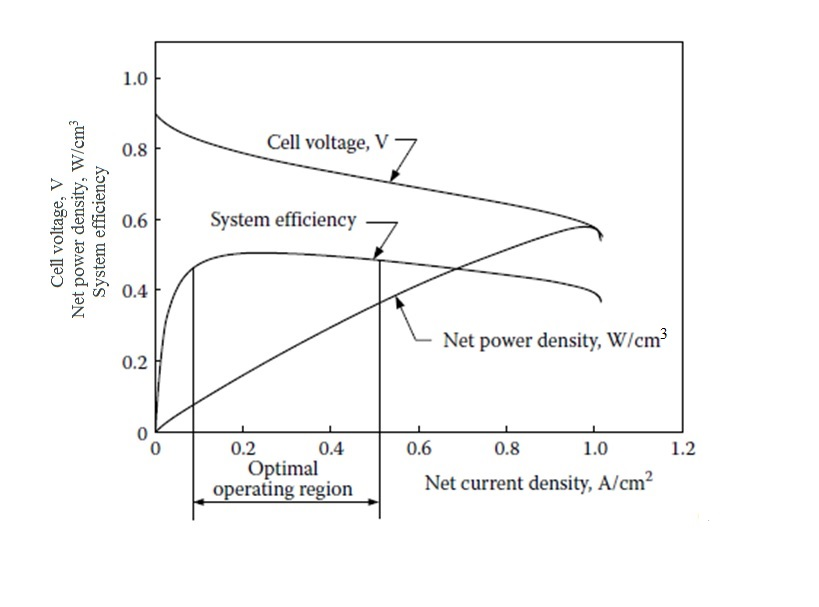 Cell voltage, V
Net power density, W/cm³
System efficiency
1.0
0.8
0.6
0.4
0.2
0
Cell voltage, V
System efficiency
Net power density, W/cm³
0
0.2
0.4
0.6
0.8
1.0
1.2
Optimal
operating region
Net current density, A/cm²